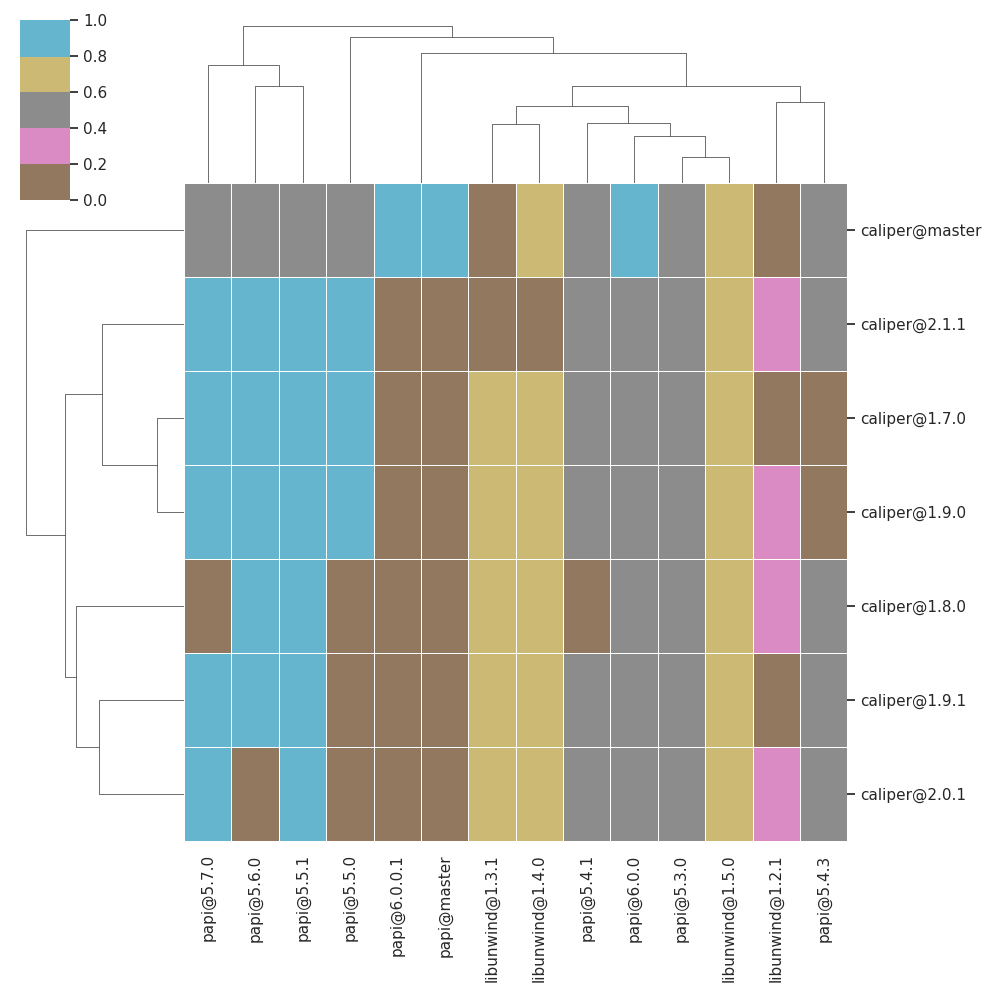 1.0
0.8
0.6
0.4
0.2
0.0
caliper@master
caliper@2.1.1
caliper@1.7.0
caliper@1.9.0
caliper@1.8.0
caliper@1.9.1
caliper@2.0.1
papi@5.7.0
papi@5.6.0
papi@5.5.1
papi@5.5.0
papi@6.0.0.1
papi@master
libunwind@1.3.1
libunwind@1.4.0
papi@5.4.1
papi@6.0.0
papi@5.3.0
libunwind@1.5.0
libunwind@1.2.1
papi@5.4.3